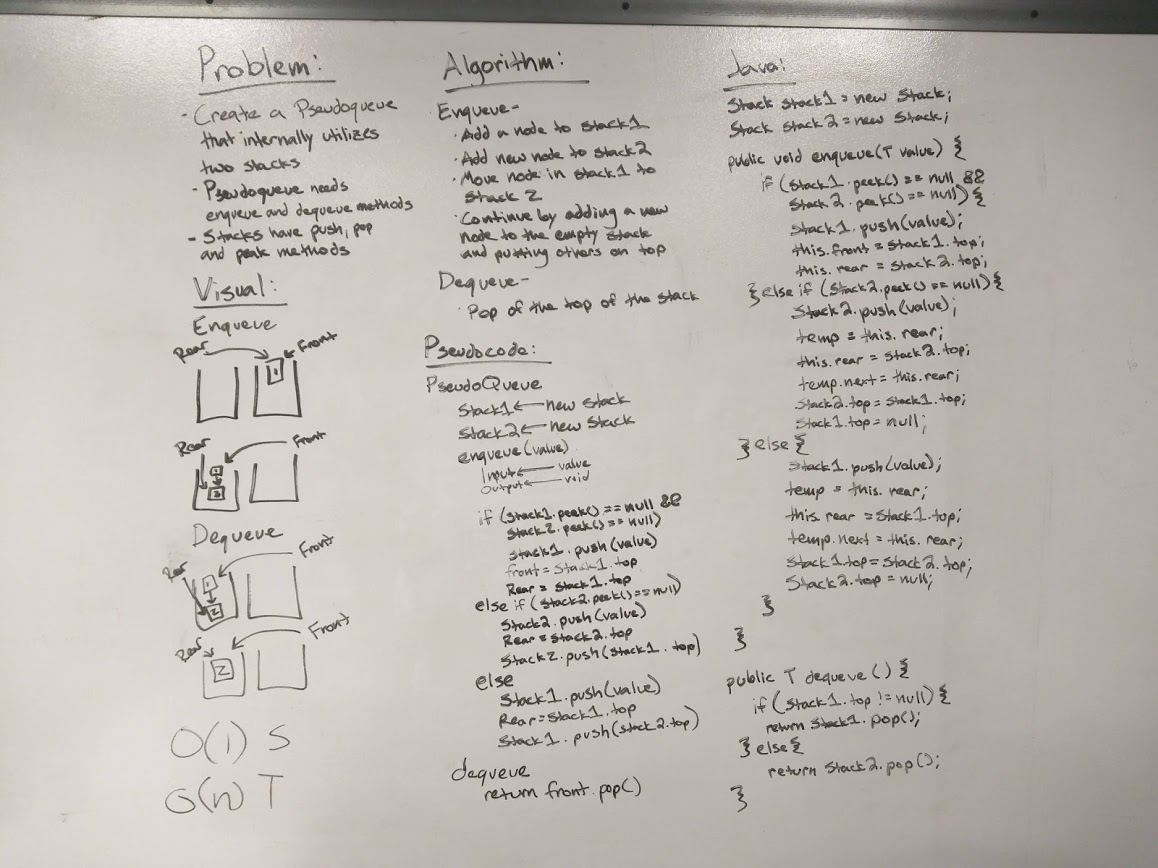 Problem:
- Create a Pseudoqueue
that internally utilizes
two stacks
- Pseudoqueue needs
enqueue and dequeue methods
- Stacks have push, pop
and peak methods
Visual:
Enqueue
Rear
Front
1
Rear
Front
1
2
Dequeue
Rear
Front
1
2
Rear
Front
2
O(1) S
O(n) T
Algorithm:
Enqueue-
· Add a node to stack1
· Add new node to stack2
· Move node in stack1 to
stack 2
· Continue by adding a new
node to the empty stack
and putting others on top
Dequeue-
· Pop of the top of the stack
Pseudocode:
PseudoQueue
Stack1 ← new stack
Stack2 ← new stack
enqueue(value)
Input ← value
Output ← void
if (stack1.peek() == null &&
stack2.peek() == null)
stack1.push(value)
front = Stack1.top
Rear = stack1.top
else if (stack2.peek() == null)
Stack2.push(value)
Rear = stack2.top
Stack2.push(stack1.top)
else
Stack1.push(value)
Rear = stack1.top
Stack1.push(stack2.top)
dequeue
return front.pop()
Java:
Stack stack1 = new Stack;
Stack stack2 = new Stack;
public void enqueue(T value) {
if (stack1.peek() == null &&
stack2.peek() == null) {
stack1.push(value);
this.front = stack1.top;
this.rear = stack2.top;
} else if (stack2.peek() == null) {
Stack2.push(value);
temp = this.rear;
this.rear = stack2.top;
temp.next = this.rear;
stack2.top = stack1.top;
stack1.top = null;
} else {
stack1.push(value);
temp = this.rear;
this.rear = stack1.top;
temp.next = this.rear;
stack1.top = stack2.top;
Stack2.top = null;
}
}
public T dequeue() {
if (stack1.top != null) {
return stack1.pop();
} else {
return stack2.pop();
}